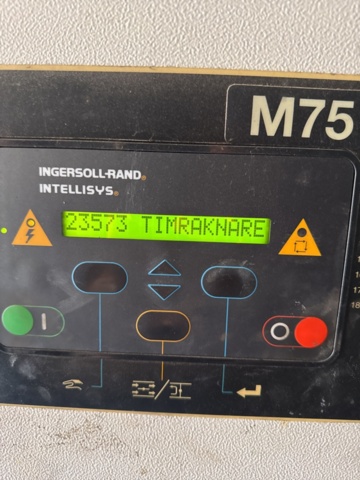 M75
INGERSOLL-RAND®
INTELLISYS®
23573 TIMRAKNARE